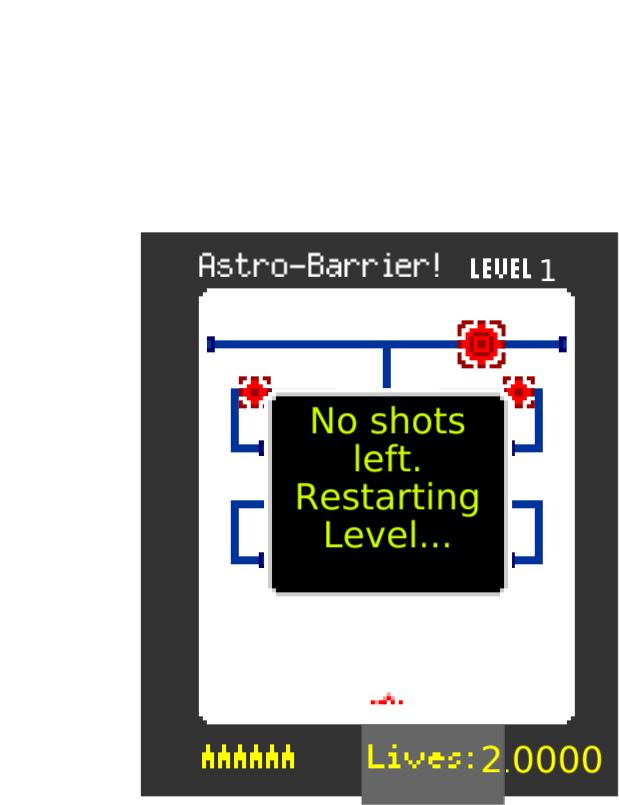 Astro-Barrier! LEVEL 1
No shots
left.
Restarting
Level...
Lives:2.0000